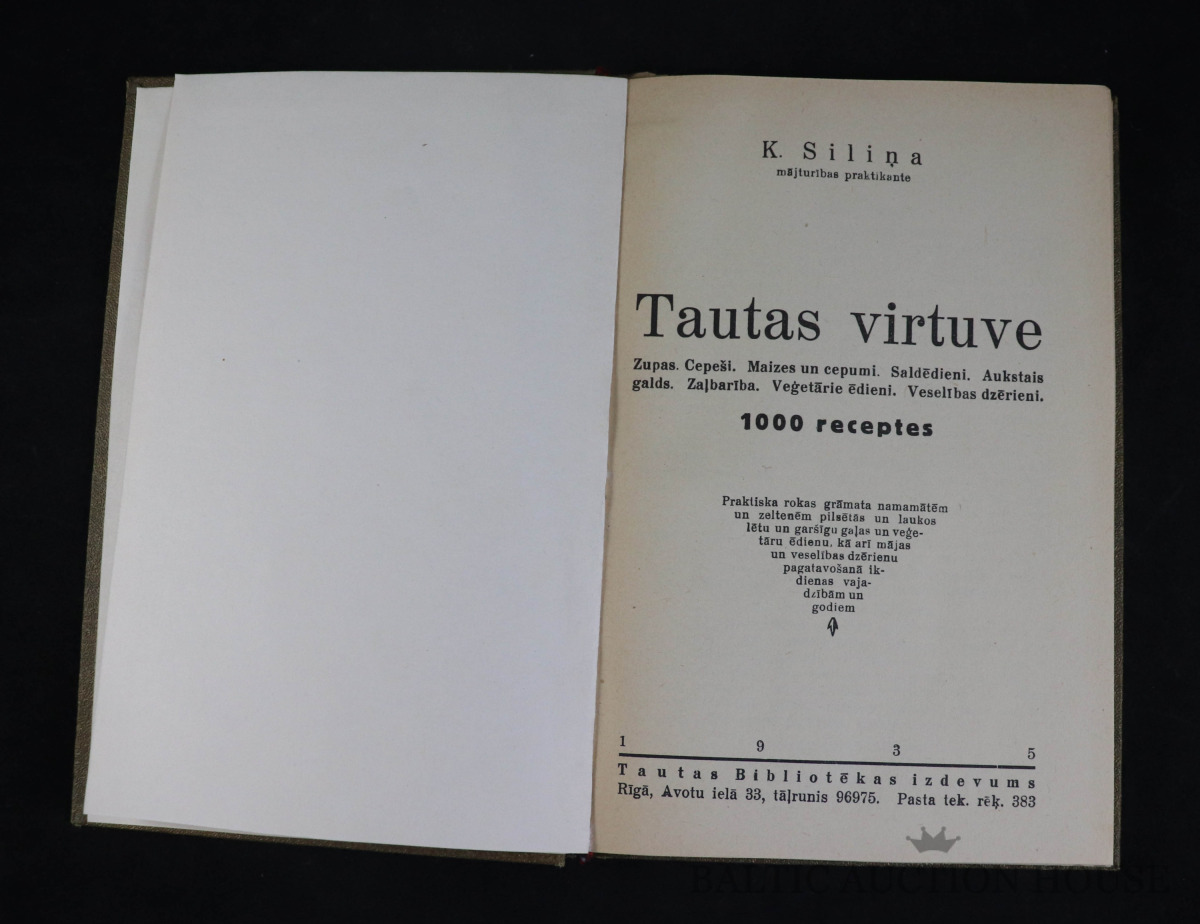 K. Siliņa
mājturības praktikante
Tautas virtuve
Zupas. Cepeši. Maizes un cepumi. Saldēdieni. Aukstais
galds. Zaļbarība. Veģetārie ēdieni. Veselības dzērieni.
1000 receptes
Praktiska rokas grāmata namamātēm
un zeltenēm pilsētās un laukos
lētu un garšīgu gaļas un veģe-
tāru ēdienu, kā arī mājas
un veselības dzērienu
pagatavošanā ik-
dienas vaja-
dzībām un
godiem
1 9 3 5
Tautas Bibliotēkas izdevums
Rīgā, Avotu ielā 33, tāļrunis 96975. Pasta tek. rēķ. 383
BALTIC AUCTION HOUSE